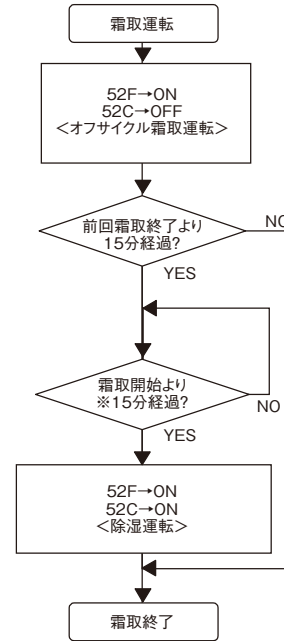 霜取運転
52F→ON
52C→OFF
<オフサイクル霜取運転>
前回霜取終了より
15分経過?
NO
YES
霜取開始より
※15分経過?
NO
YES
52F→ON
52C→ON
<除湿運転>
霜取終了